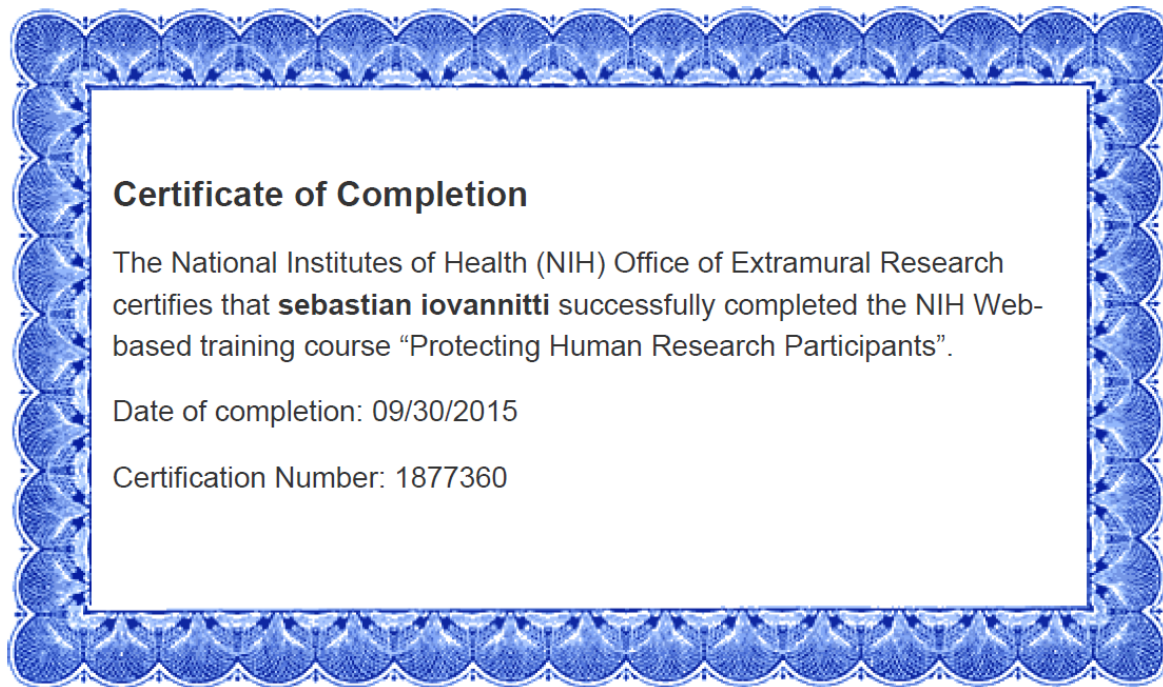 Certificate of Completion
The National Institutes of Health (NIH) Office of Extramural Research
certifies that sebastian iovannitti successfully completed the NIH Web-
based training course “Protecting Human Research Participants”.
Date of completion: 09/30/2015
Certification Number: 1877360